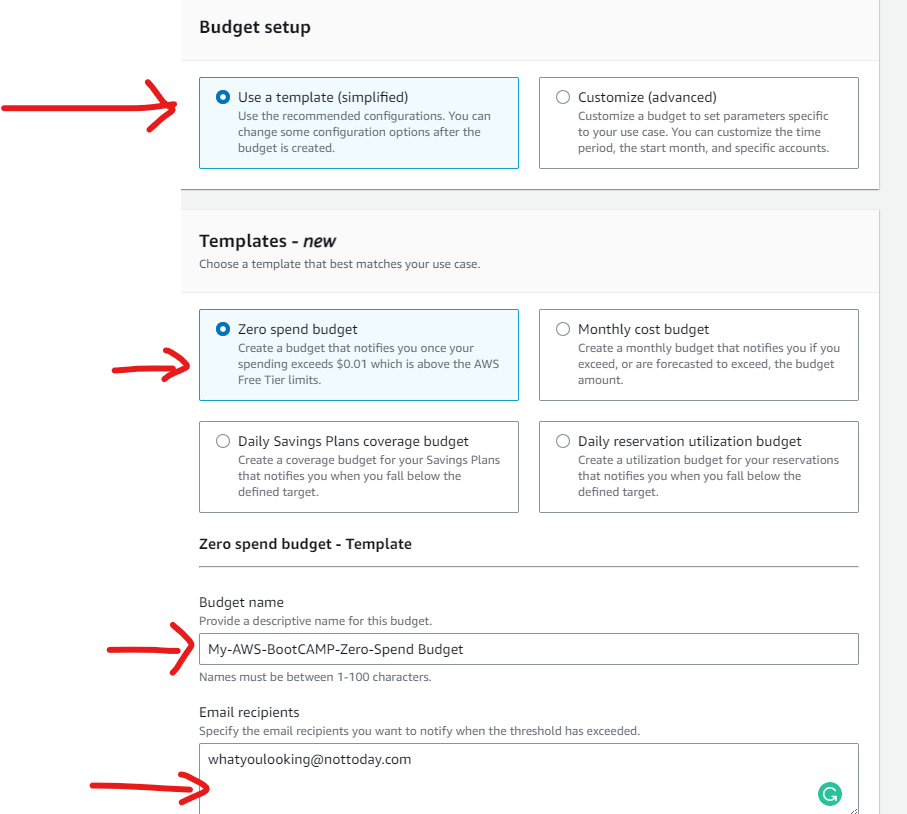 Budget setup
Use a template (simplified)
Use the recommended configurations. You can
change some configuration options after the
budget is created.
Customize (advanced)
Customize a budget to set parameters specific
to your use case. You can customize the time
period, the start month, and specific accounts.
Templates - new
Choose a template that best matches your use case.
Zero spend budget
Create a budget that notifies you once your
spending exceeds $0.01 which is above the AWS
Free Tier limits.
Monthly cost budget
Create a monthly budget that notifies you if you
exceed, or are forecasted to exceed, the budget
amount.
Daily Savings Plans coverage budget
Create a coverage budget for your Savings Plans
that notifies you when you fall below the
defined target.
Daily reservation utilization budget
Create a utilization budget for your reservations
that notifies you when you fall below the
defined target.
Zero spend budget - Template
Budget name
Provide a descriptive name for this budget.
My-AWS-BootCAMP-Zero-Spend Budget
Names must be between 1-100 characters.
Email recipients
Specify the email recipients you want to notify when the threshold has exceeded.
whatyoulooking@nottoday.com